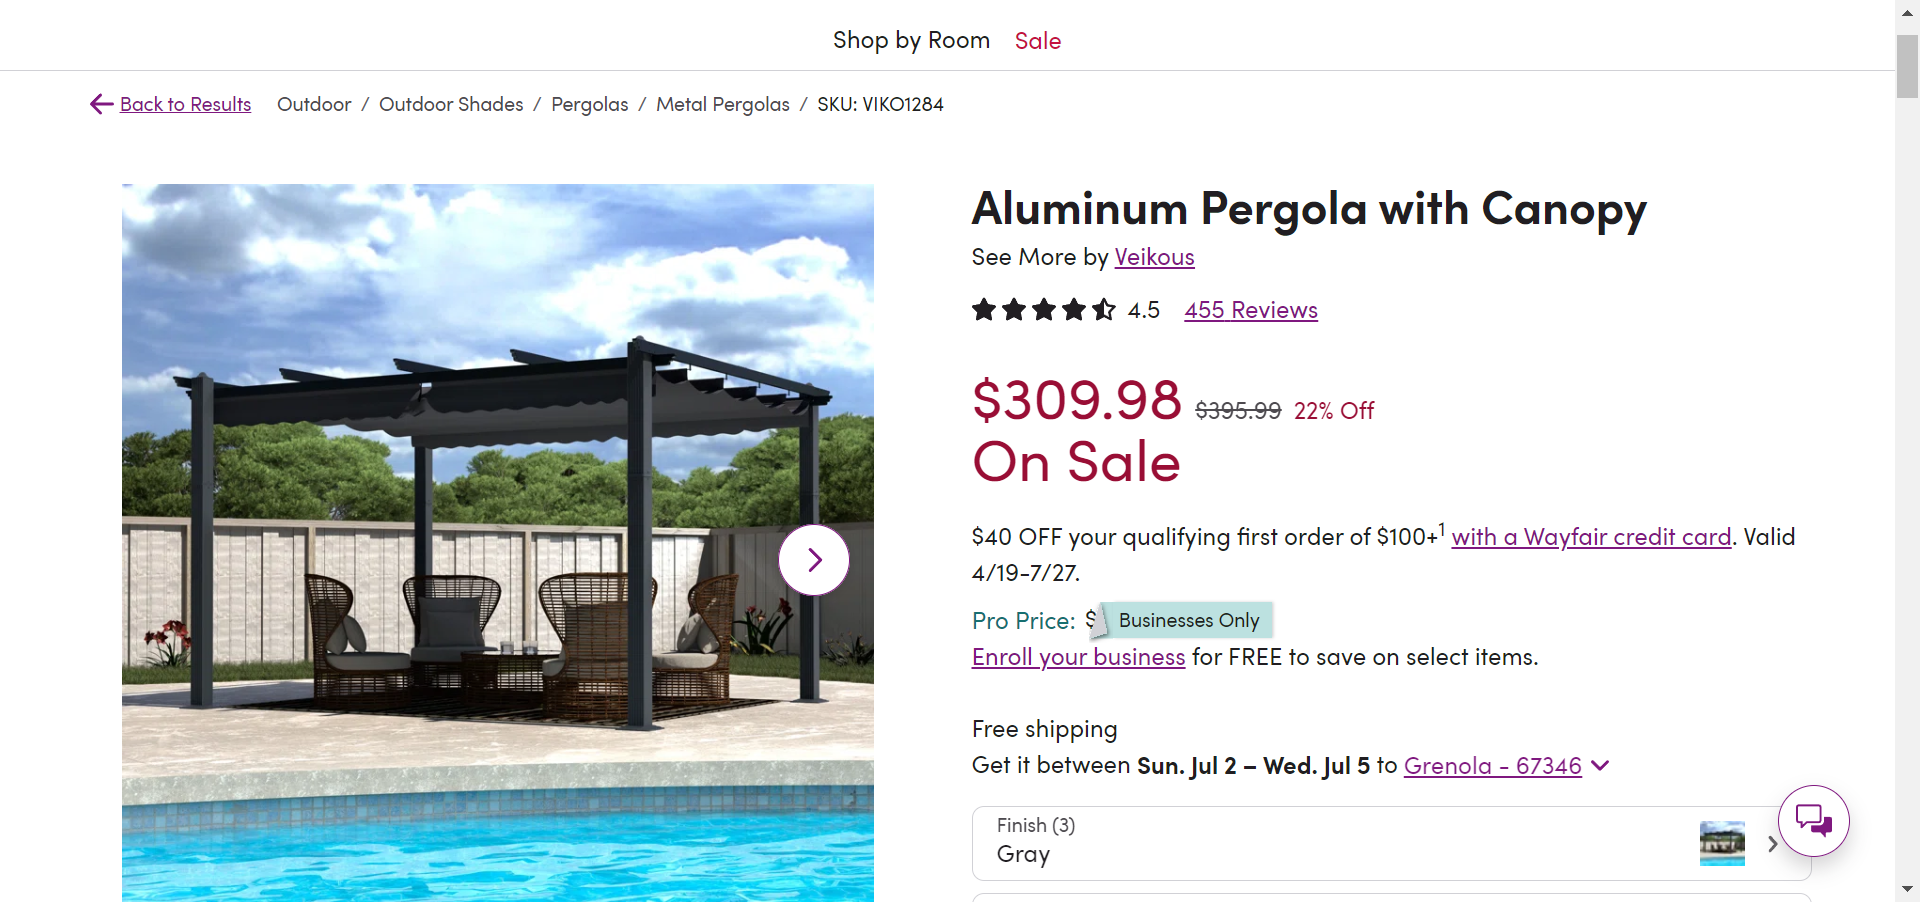 Shop by Room Sale
Back to Results Outdoor / Outdoor Shades / Pergolas / Metal Pergolas / SKU: VIKO1284
Aluminum Pergola with Canopy
See More by Veikous
4.5 455 Reviews
$309.98 $395.99 22% Off
On Sale
$40 OFF your qualifying first order of $100+¹ with a Wayfair credit card. Valid
4/19-7/27.
Pro Price: $ Businesses Only
Enroll your business for FREE to save on select items.
Free shipping
Get it between Sun. Jul 2 – Wed. Jul 5 to Grenola - 67346
Finish (3)
Gray